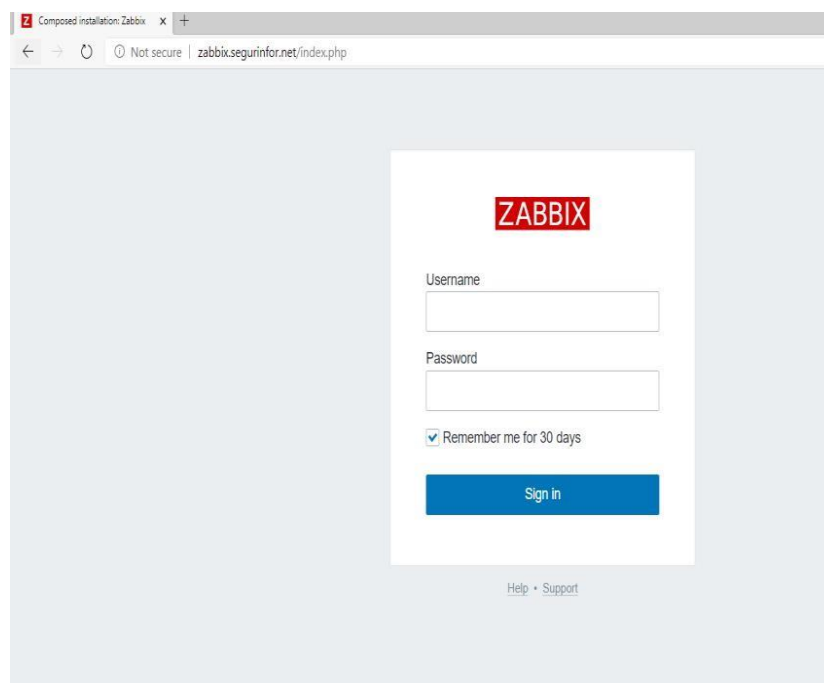 Z Composed installation: Zabbix x +
Not secure | zabbix.segurinfor.net/index.php
ZABBIX
Username
Password
Remember me for 30 days
Sign in
Help • Support